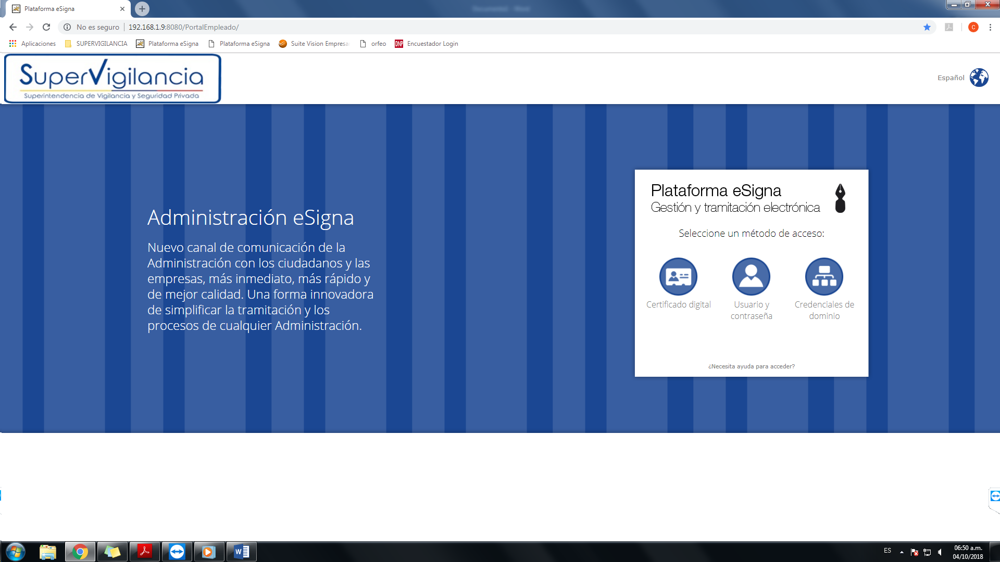 Plataforma eSigna
No es seguro
192.168.1.9:8080/PortalEmpleado/
C
Aplicaciones
SUPERVIGILANCIA
Plataforma eSigna
Plataforma eSigna
Suite Vision Empresa
orfeo
DNP
Encuestador Login
SuperVigilancia
Superintendencia de Vigilancia y Seguridad Privada
Español
Administración eSigna
Nuevo canal de comunicación de la
Administración con los ciudadanos y las
empresas, más inmediato, más rápido y
de mejor calidad. Una forma innovadora
de simplificar la tramitación y los
procesos de cualquier Administración.
Plataforma eSigna
Gestión y tramitación electrónica
Seleccione un método de acceso:
Certificado digital
Usuario y
contraseña
Credenciales de
dominio
¿Necesita ayuda para acceder?
ES
06:50 a.m.
04/10/2018